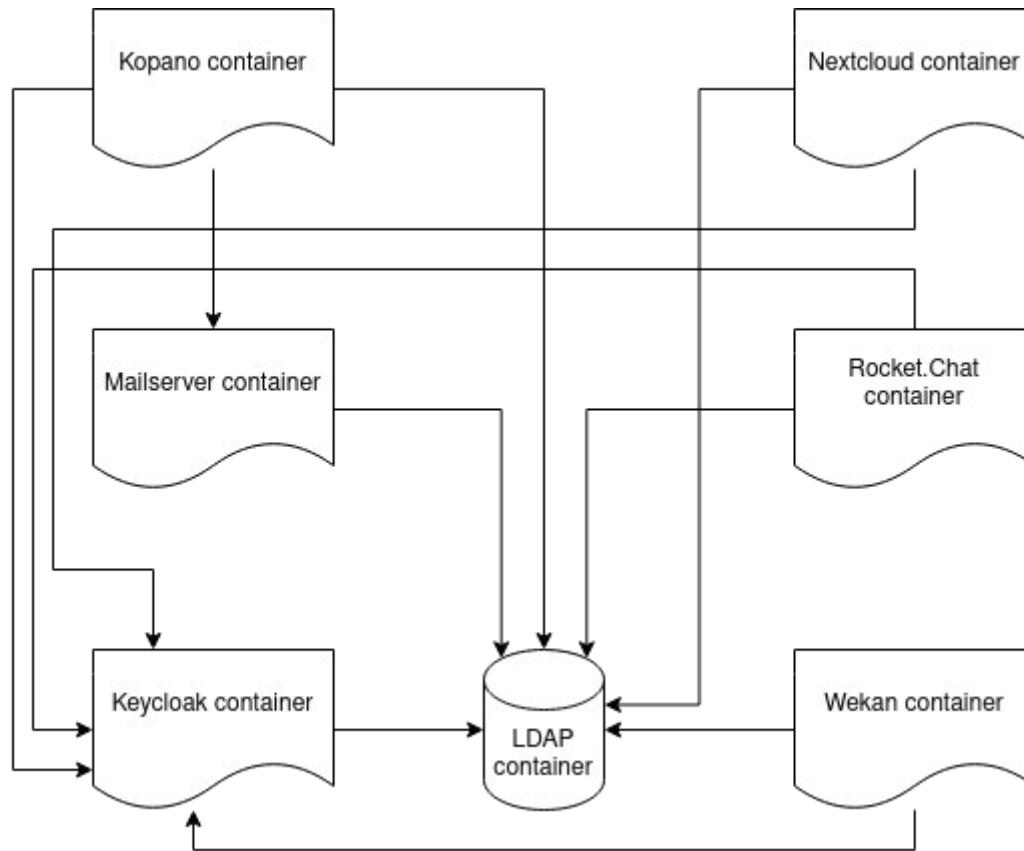 Kopano container
Nextcloud container
Mailserver container
Rocket.Chat
container
Keycloak container
LDAP
container
Wekan container